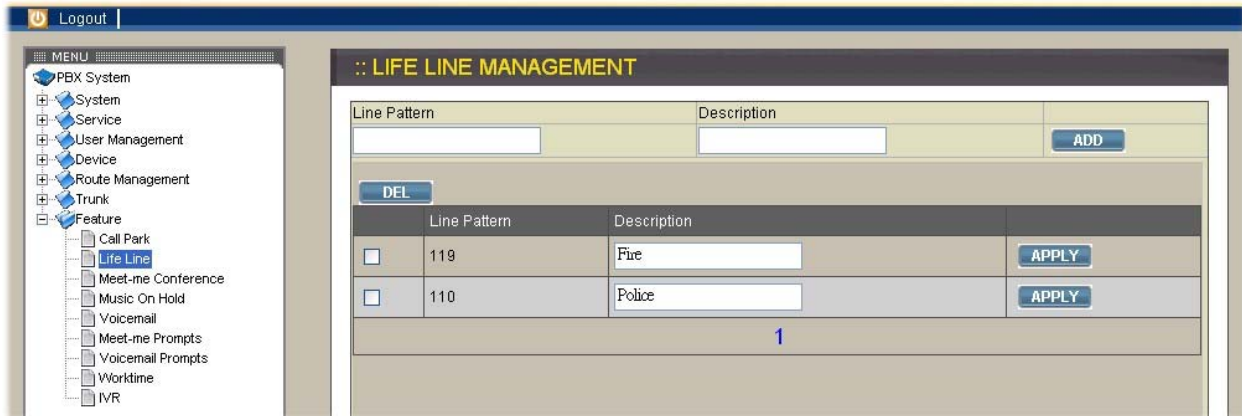 Logout
MENU
PBX System
System
Service
User Management
Device
Route Management
Trunk
Feature
Call Park
Life Line
Meet-me Conference
Music On Hold
Voicemail
Meet-me Prompts
Voicemail Prompts
Worktime
IVR
:: LIFE LINE MANAGEMENT
Line Pattern Description
ADD
DEL
Line Pattern Description
119 Fire APPLY
110 Police APPLY
1